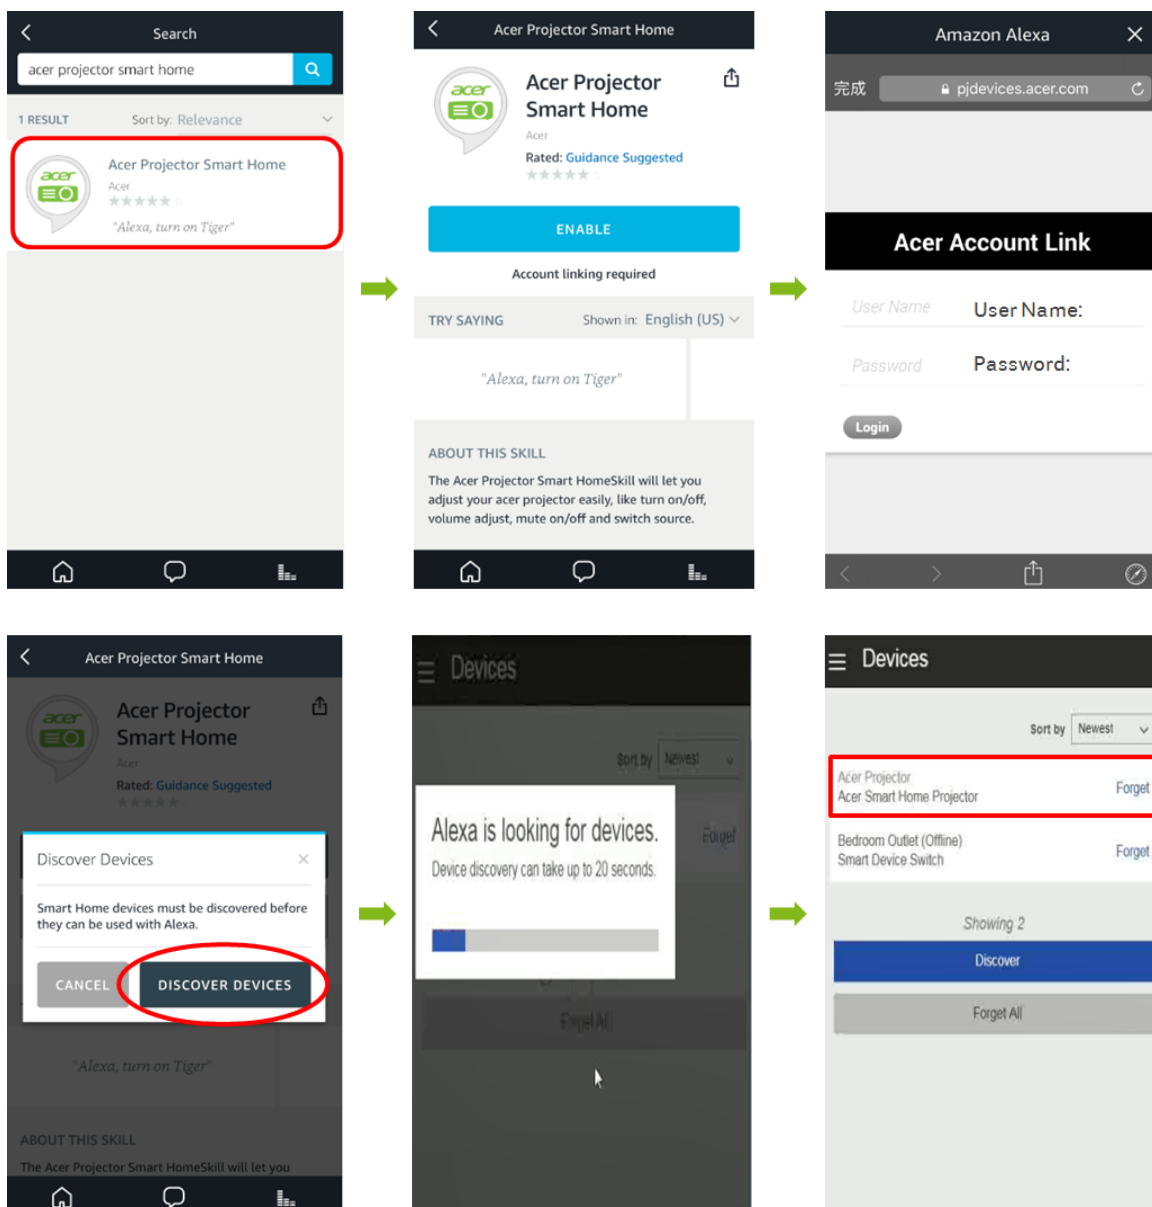 Search
acer projector smart home
1 RESULT
Sort by: Relevance
acer
Acer Projector Smart Home
Acer
"Alexa, turn on Tiger"
Acer Projector Smart Home
acer
Acer Projector
Smart Home
Acer
Rated: Guidance Suggested
ENABLE
Account linking required
TRY SAYING
Shown in: English (US)
"Alexa, turn on Tiger"
ABOUT THIS SKILL
The Acer Projector Smart HomeSkill will let you
adjust your acer projector easily, like turn on/off,
volume adjust, mute on/off and switch source.
Amazon Alexa
完成
pjdevices.acer.com
Acer Account Link
User Name
User Name:
Password
Password:
Login
Acer Projector Smart Home
acer
Acer Projector
Smart Home
Acer
Rated: Guidance Suggested
Discover Devices
Smart Home devices must be discovered before
they can be used with Alexa.
CANCEL
DISCOVER DEVICES
"Alexa, turn on Tiger"
ABOUT THIS SKILL
The Acer Projector Smart HomeSkill will let you
Devices
Sort by
Newest
Alexa is looking for devices.
Device discovery can take up to 20 seconds.
Forget
Forget All
Devices
Sort by
Newest
Acer Projector
Acer Smart Home Projector
Forget
Bedroom Outlet (Offline)
Smart Device Switch
Forget
Showing 2
Discover
Forget All